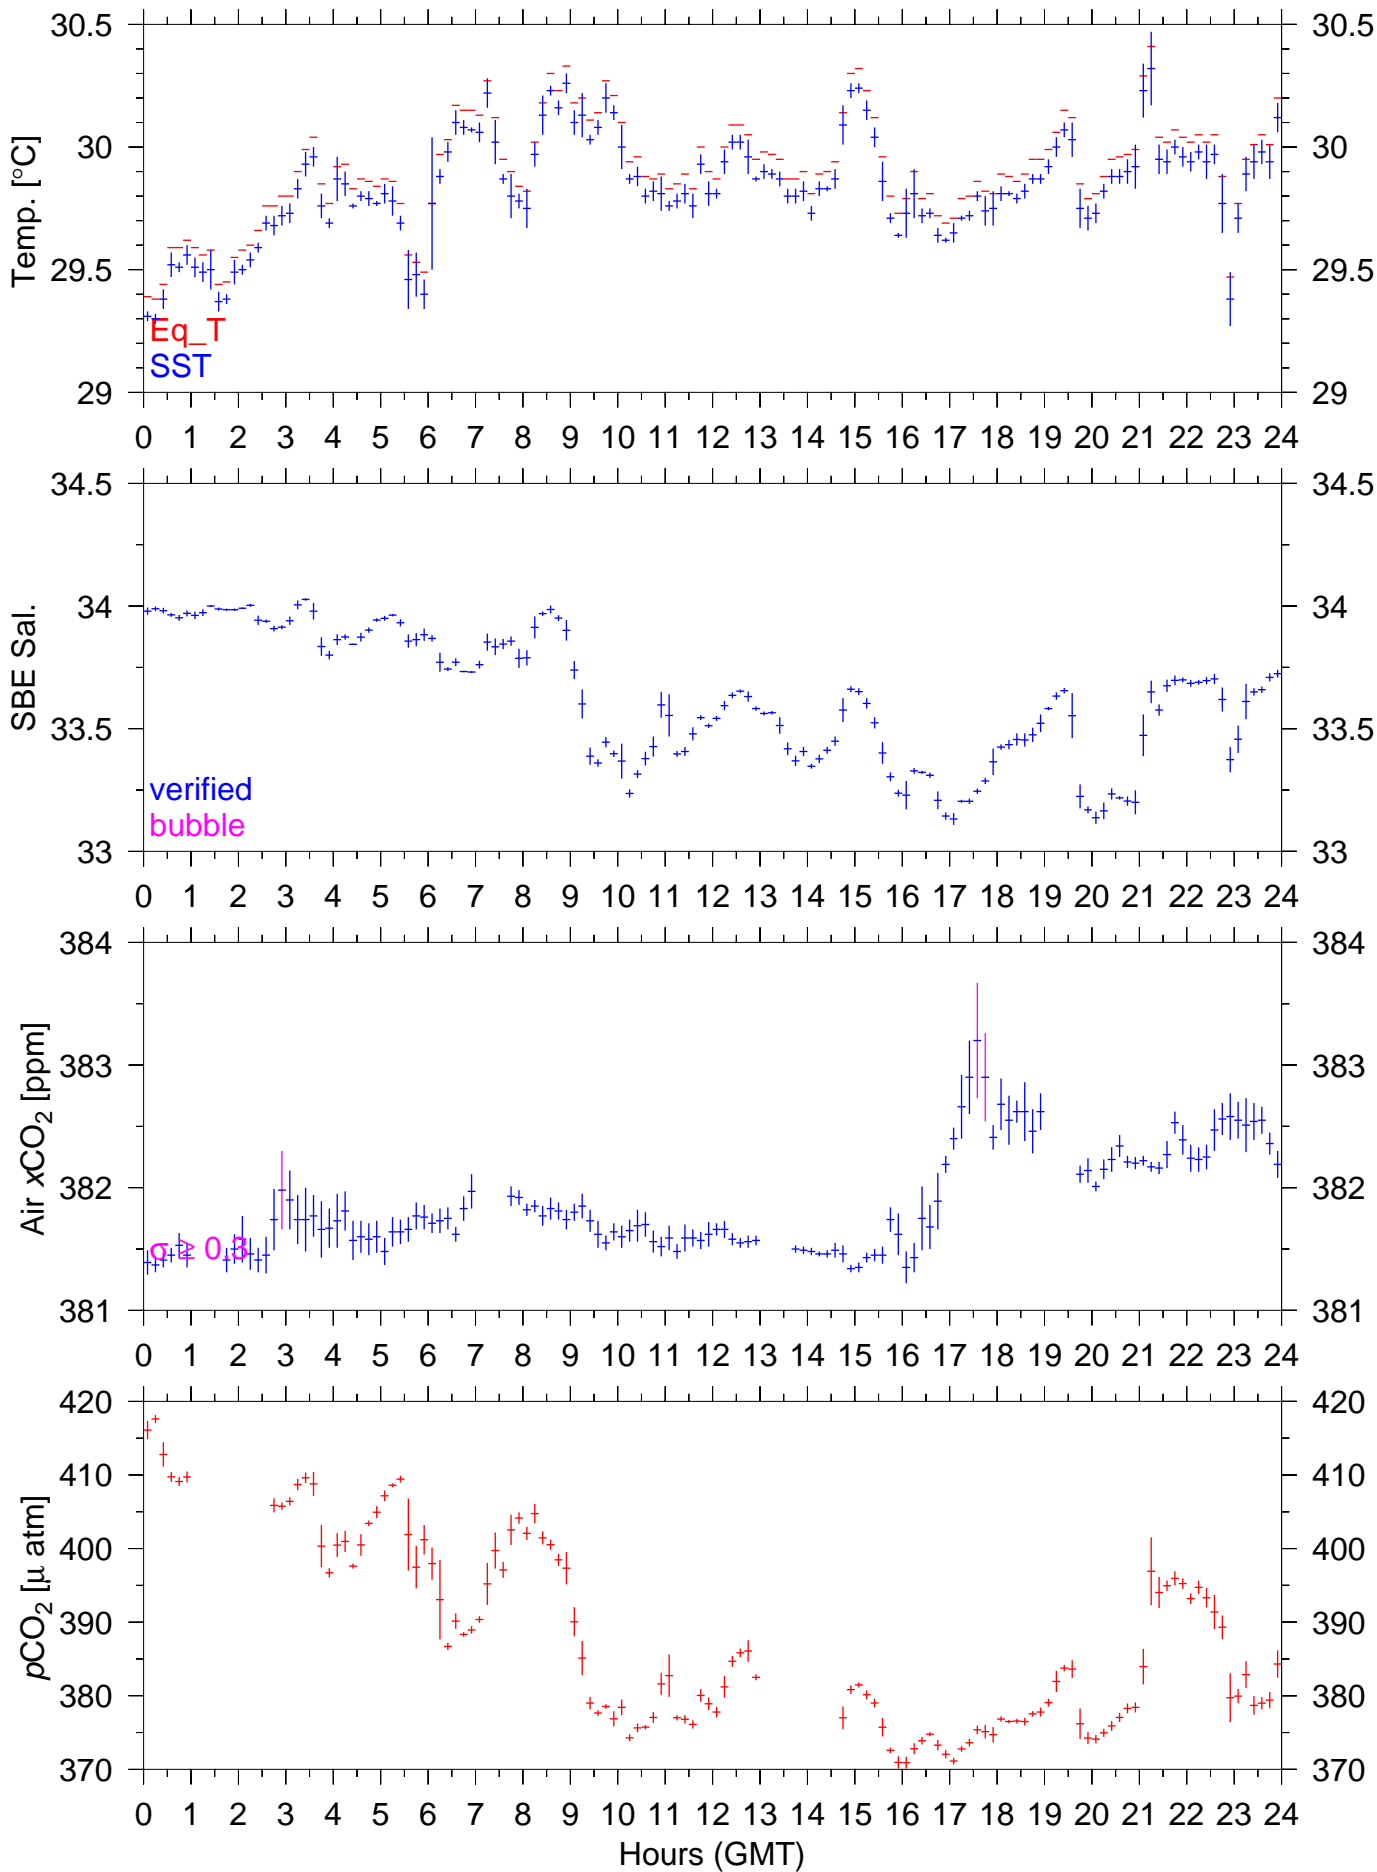 30.5 30.5
30 30
29.5 29.5
29 29
Temp. [°C]
Eq_T
SST
0 1 2 3 4 5 6 7 8 9 10 11 12 13 14 15 16 17 18 19 20 21 22 23 24
34.5 34.5
34 34
33.5 33.5
33 33
SBE Sal.
verified
bubble
0 1 2 3 4 5 6 7 8 9 10 11 12 13 14 15 16 17 18 19 20 21 22 23 24
384 384
383 383
382 382
381 381
Air xCO₂ [ppm]
σ ≥ 0.3
0 1 2 3 4 5 6 7 8 9 10 11 12 13 14 15 16 17 18 19 20 21 22 23 24
420 420
410 410
400 400
390 390
380 380
370 370
pCO₂ [μ atm]
0 1 2 3 4 5 6 7 8 9 10 11 12 13 14 15 16 17 18 19 20 21 22 23 24
Hours (GMT)